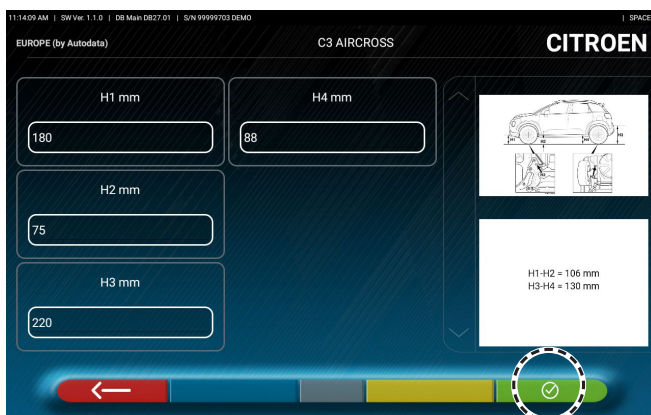 11:14:09 AM | SW Ver. 1.1.0 | DB Main DB27.01 | S/N 99999703 DEMO | SPACE
EUROPE (by Autodata) C3 AIRCROSS CITROEN
H1 mm H4 mm
180 88
H2 mm
75
H3 mm
220
H1-H2 = 106 mm
H3-H4 = 130 mm